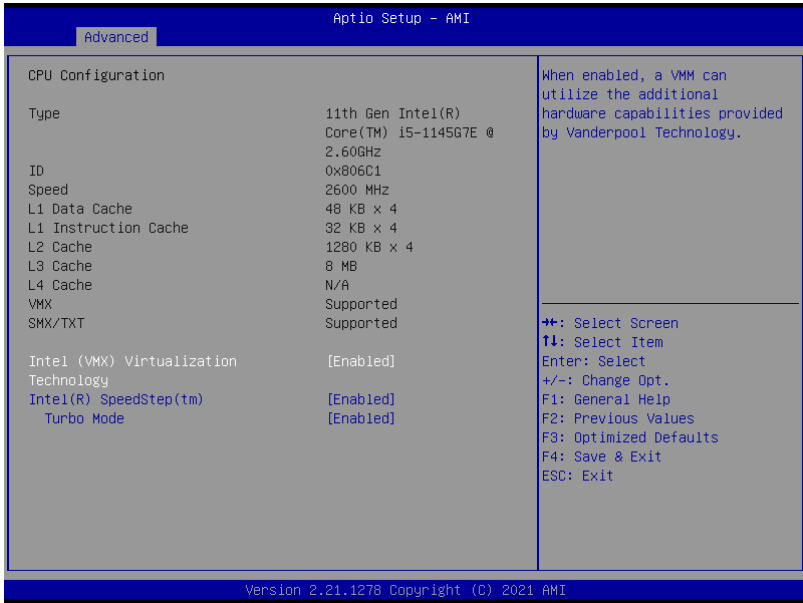 Aptio Setup – AMI
Advanced
CPU Configuration
Type 11th Gen Intel(R)
Core(TM) i5-1145G7E @
2.60GHz
ID 0x806C1
Speed 2600 MHz
L1 Data Cache 48 KB x 4
L1 Instruction Cache 32 KB x 4
L2 Cache 1280 KB x 4
L3 Cache 8 MB
L4 Cache N/A
VMX Supported
SMX/TXT Supported
Intel (VMX) Virtualization [Enabled]
Technology
Intel(R) SpeedStep(tm) [Enabled]
Turbo Mode [Enabled]
When enabled, a VMM can
utilize the additional
hardware capabilities provided
by Vanderpool Technology.
→←: Select Screen
↑↓: Select Item
Enter: Select
+/-: Change Opt.
F1: General Help
F2: Previous Values
F3: Optimized Defaults
F4: Save & Exit
ESC: Exit
Version 2.21.1278 Copyright (C) 2021 AMI